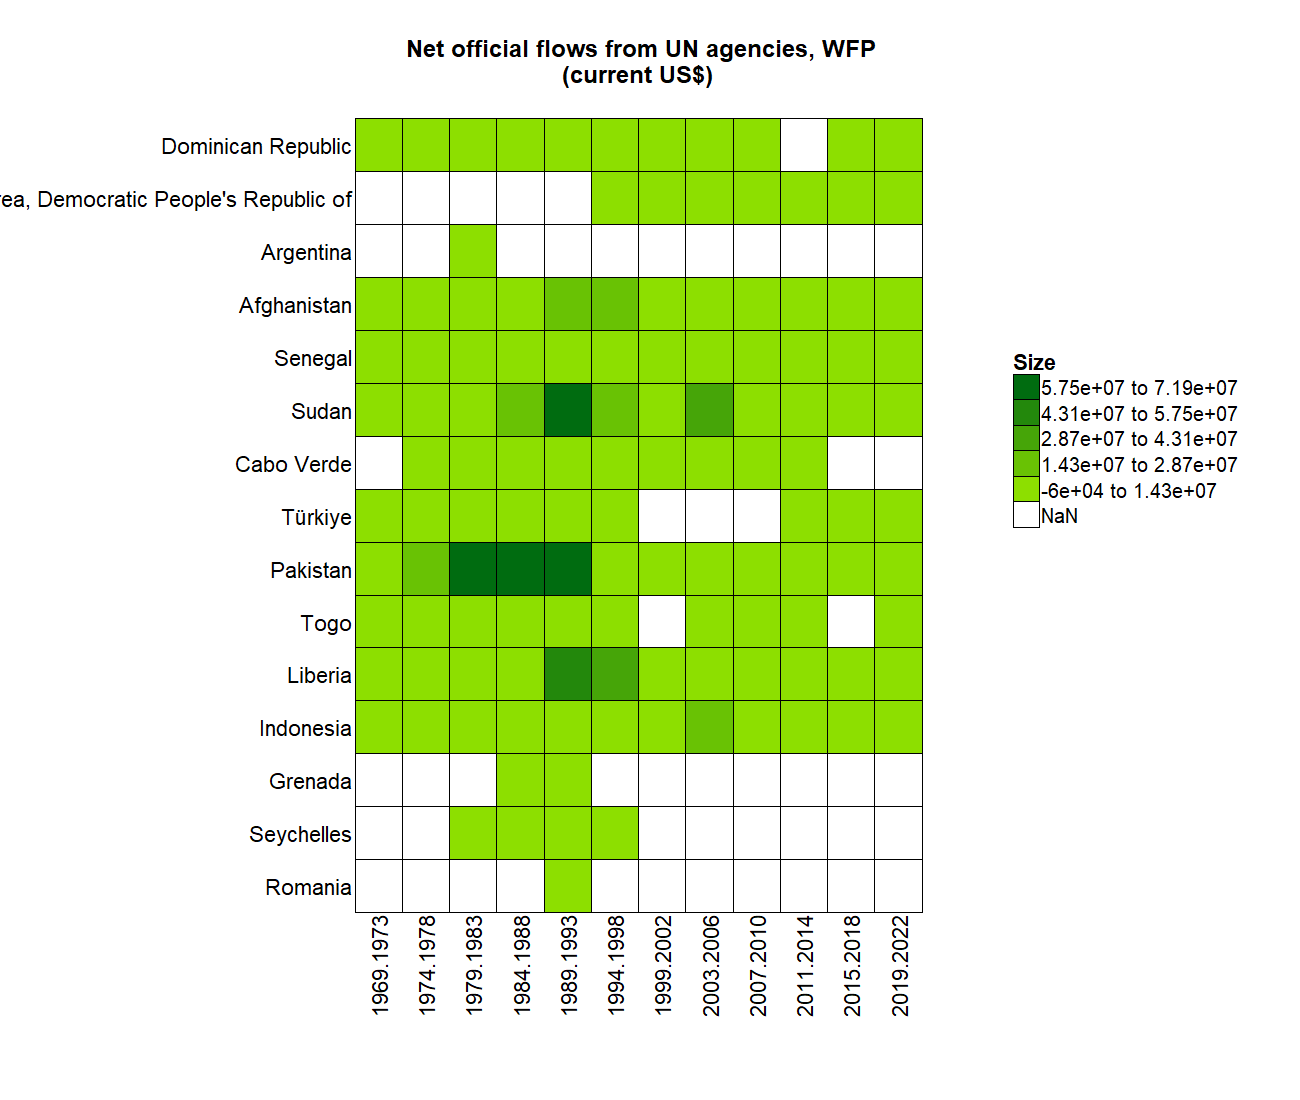 Net official flows from UN agencies, WFP
(current US$)
Dominican Republic
rea, Democratic People's Republic of
Argentina
Afghanistan
Senegal
Sudan
Cabo Verde
Türkiye
Pakistan
Togo
Liberia
Indonesia
Grenada
Seychelles
Romania
1969.1973
1974.1978
1979.1983
1984.1988
1989.1993
1994.1998
1999.2002
2003.2006
2007.2010
2011.2014
2015.2018
2019.2022
Size
5.75e+07 to 7.19e+07
4.31e+07 to 5.75e+07
2.87e+07 to 4.31e+07
1.43e+07 to 2.87e+07
-6e+04 to 1.43e+07
NaN